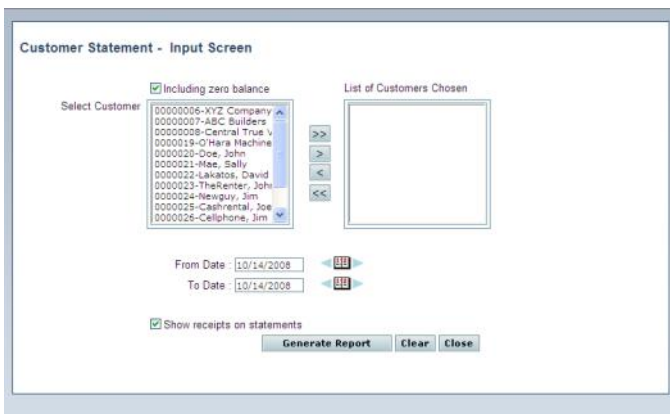 Customer Statement - Input Screen
Including zero balance
List of Customers Chosen
Select Customer
00000006-XYZ Company
00000007-ABC Builders
00000008-Central True V
0000019-O'Hara Machine
0000020-Doe, John
0000021-Mae, Sally
0000022-Lakatos, David
0000023-TheRenter, John
0000024-Newguy, Jim
0000025-Cashrental, Joe
0000026-Cellphone, Jim
>>
>
<
<<
From Date : 10/14/2008
To Date : 10/14/2008
Show receipts on statements
Generate Report Clear Close